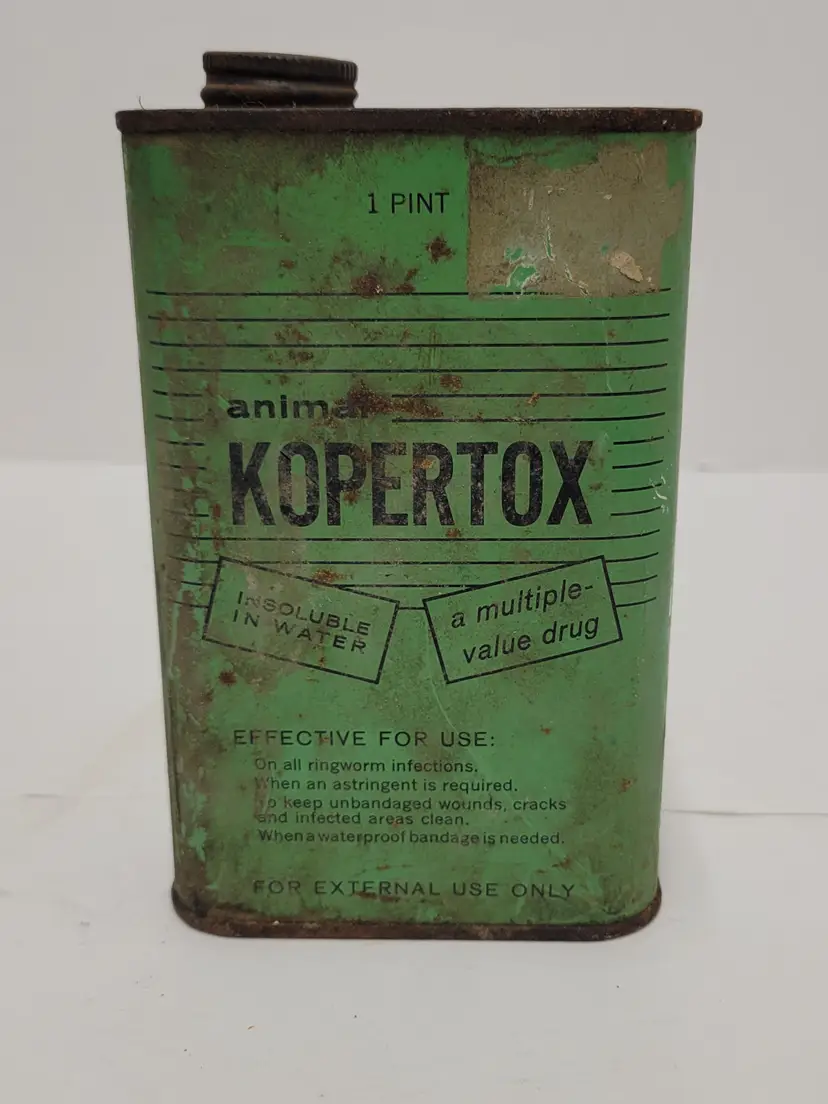 1 PINT
animal
KOPERTOX
INSOLUBLE
IN WATER
a multiple-
value drug
EFFECTIVE FOR USE:
On all ringworm infections.
When an astringent is required.
To keep unbandaged wounds, cracks
and infected areas clean.
When a waterproof bandage is needed.
FOR EXTERNAL USE ONLY